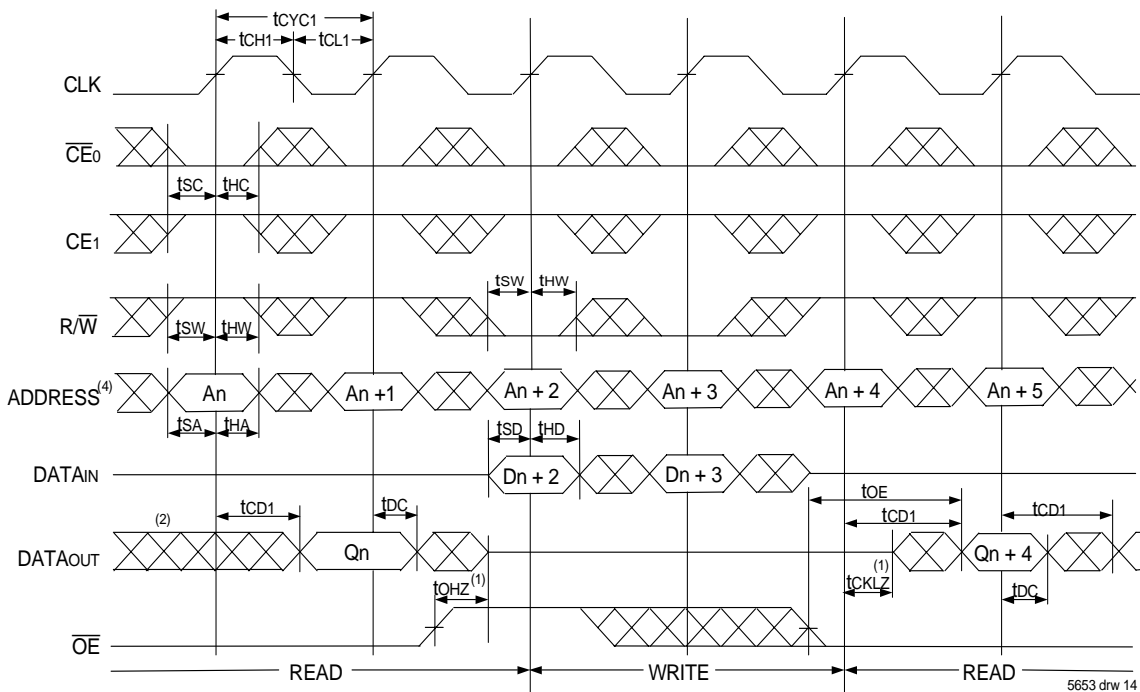 tCYC1
tCH1 tCL1
CLK
CE0
tSC tHC
CE1
tSW tHW
R/W
tSW tHW
ADDRESS(4) An An +1 An + 2 An + 3 An + 4 An + 5
tSA tHA tSD tHD
DATAIN Dn + 2 Dn + 3
tOE
(2) tCD1 tDC tCD1 tCD1
DATAOUT Qn Qn + 4
tOHZ(1) tCKLZ(1) tDC
OE
READ WRITE READ
5653 drw 14